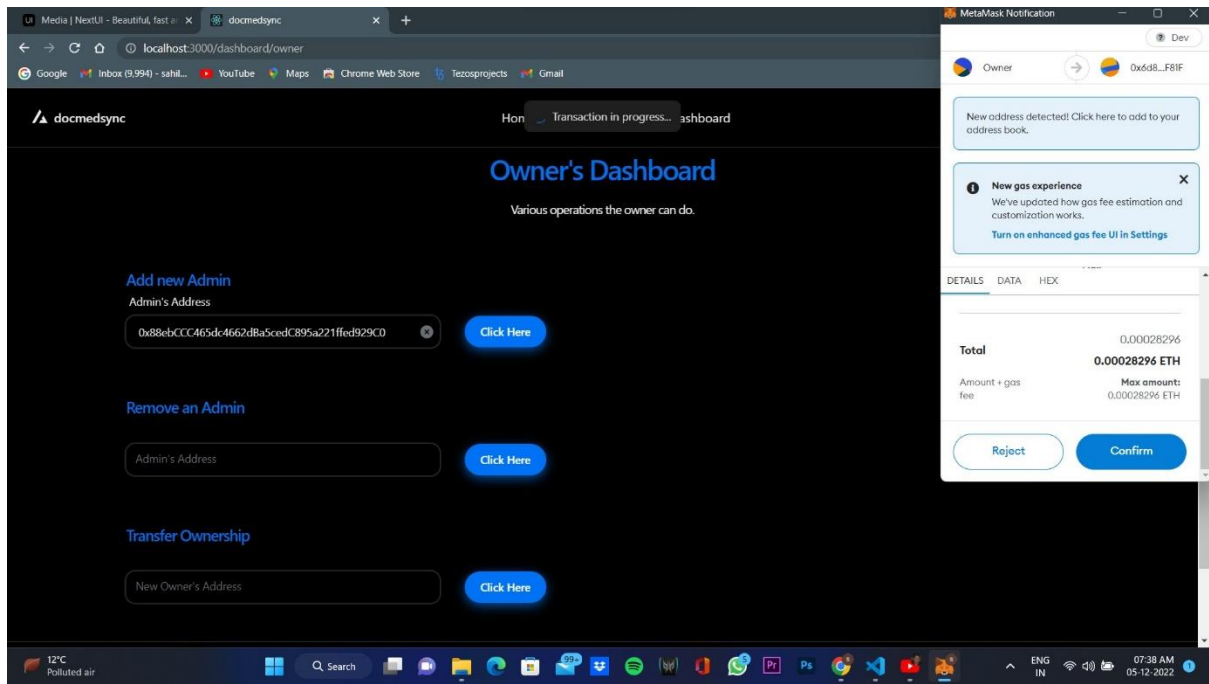 Media | NextUI - Beautiful, fast a
docmedsync
localhost:3000/dashboard/owner
Google
Inbox (9,994) - sahil...
YouTube
Maps
Chrome Web Store
Tezosprojects
Gmail
docmedsync
Hon
Transaction in progress...
ashboard
Owner's Dashboard
Various operations the owner can do.
Add new Admin
Admin's Address
0x88ebCCC465dc4662dBa5cedC895a221ffed929C0
Click Here
Remove an Admin
Admin's Address
Click Here
Transfer Ownership
New Owner's Address
Click Here
MetaMask Notification
Dev
Owner
0x6d8...F81F
New address detected! Click here to add to your
address book.
New gas experience
We've updated how gas fee estimation and
customization works.
Turn on enhanced gas fee UI in Settings
DETAILS DATA HEX
0.00028296
Total
0.00028296 ETH
Amount + gas
fee
Max amount:
0.00028296 ETH
Reject
Confirm
12°C
Polluted air
Search
99+
Pr
Ps
ENG
IN
07:38 AM
05-12-2022
1